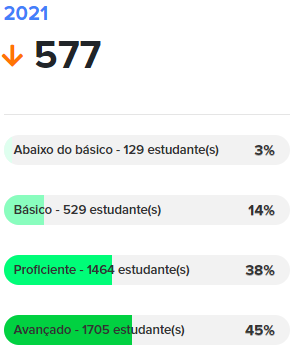 2021
577
Abaixo do básico - 129 estudante(s) 3%
Básico - 529 estudante(s) 14%
Proficiente - 1464 estudante(s) 38%
Avançado - 1705 estudante(s) 45%